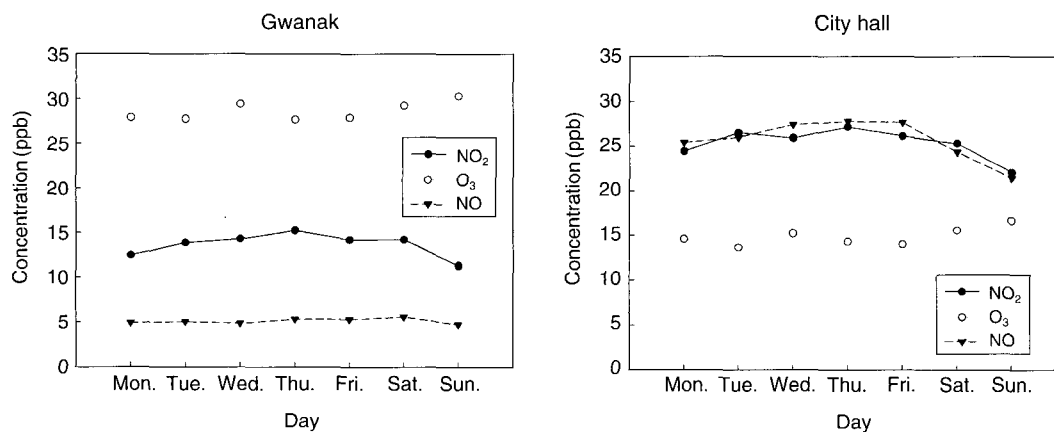 Gwanak
Concentration (ppb)
35
30
25
20
15
10
5
0
NO₂
O₃
NO
Mon. Tue. Wed. Thu. Fri. Sat. Sun.
Day
City hall
Concentration (ppb)
35
30
25
20
15
10
5
0
NO₂
O₃
NO
Mon. Tue. Wed. Thu. Fri. Sat. Sun.
Day